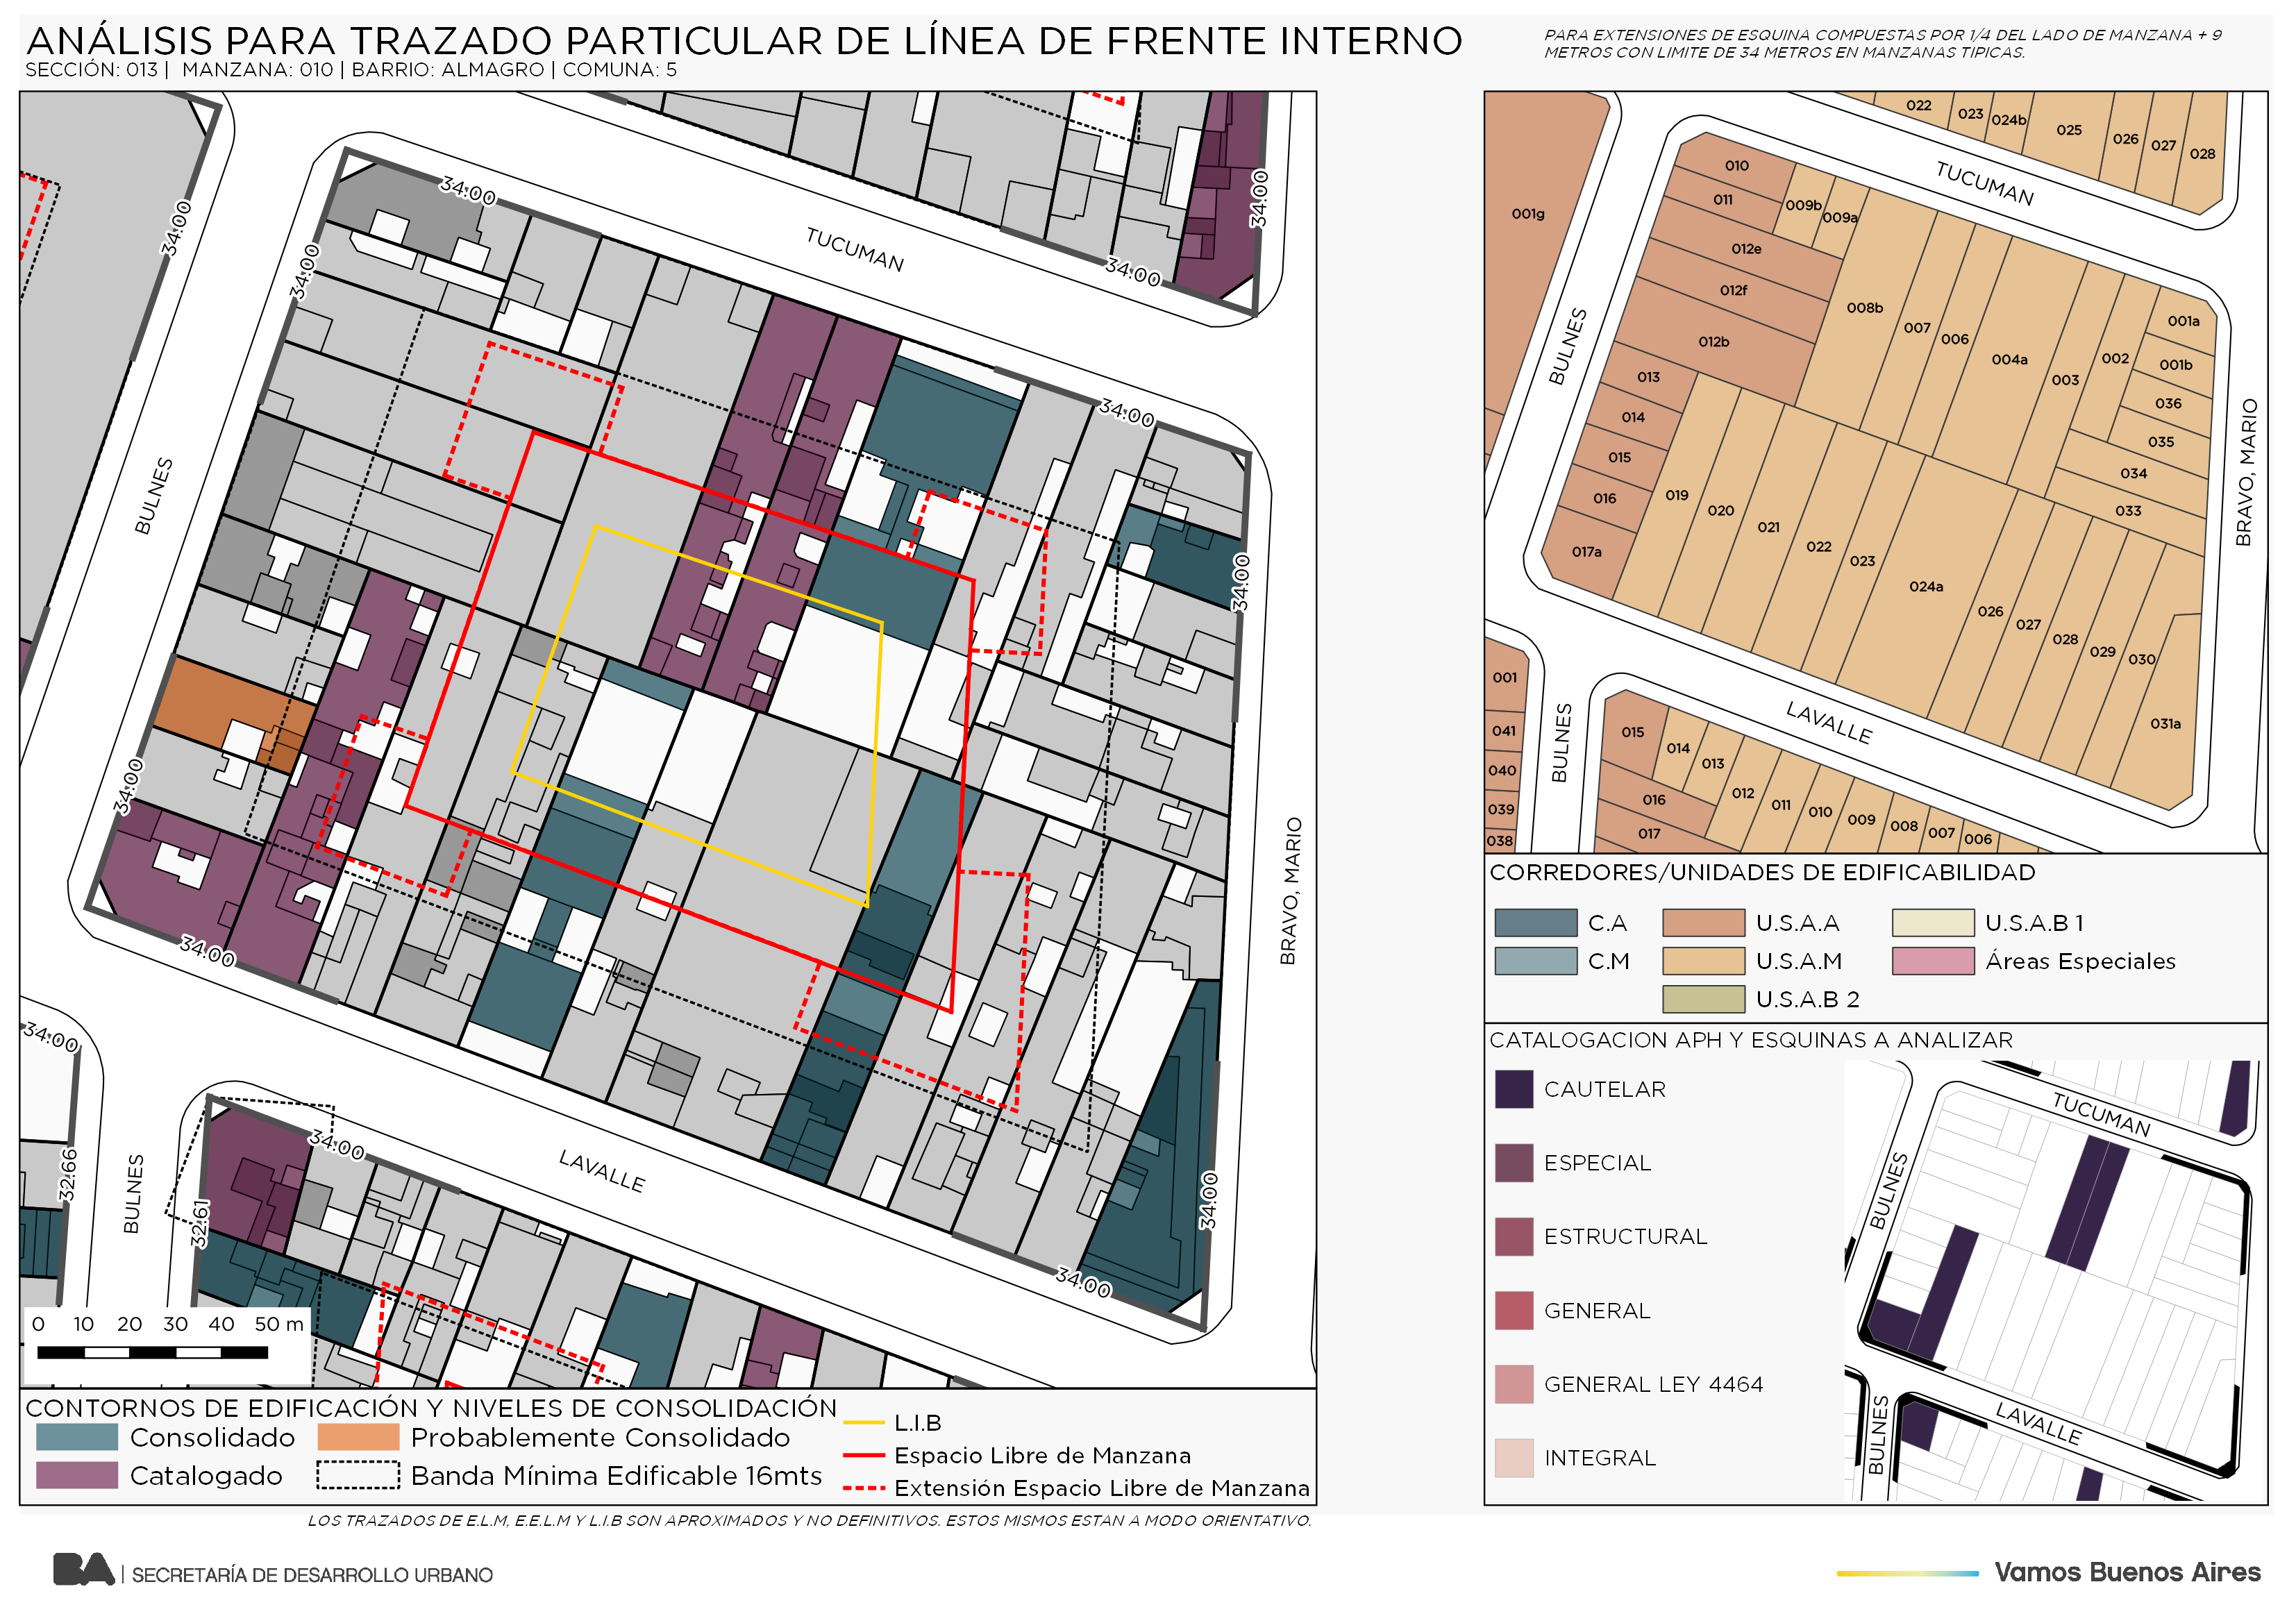 ANÁLISIS PARA TRAZADO PARTICULAR DE LÍNEA DE FRENTE INTERNO
SECCIÓN: 013 | MANZANA: 010 | BARRIO: ALMAGRO | COMUNA: 5
PARA EXTENSIONES DE ESQUINA COMPUESTAS POR 1/4 DEL LADO DE MANZANA + 9
METROS CON LIMITE DE 34 METROS EN MANZANAS TIPICAS.
34.00
34.00
34.00
34.00
34.00
TUCUMAN
34.00
BULNES
34.00
34.00
BRAVO, MARIO
34.00
34.00
34.00
LAVALLE
34.00
34.00
34.00
32.66
BULNES
32.61
0 10 20 30 40 50 m
CONTORNOS DE EDIFICACIÓN Y NIVELES DE CONSOLIDACIÓN
Consolidado
Probablemente Consolidado
Catalogado
Banda Mínima Edificable 16mts
L.I.B
Espacio Libre de Manzana
Extensión Espacio Libre de Manzana
LOS TRAZADOS DE E.L.M, E.E.L.M Y L.I.B SON APROXIMADOS Y NO DEFINITIVOS. ESTOS MISMOS ESTAN A MODO ORIENTATIVO.
022
023
024b
025
026
027
028
TUCUMAN
001g
010
011
009b
009a
012e
012f
012b
008b
007
006
004a
003
002
001a
001b
036
035
034
033
BULNES
BRAVO, MARIO
013
014
015
016
017a
019
020
021
022
023
024a
026
027
028
029
030
031a
LAVALLE
BULNES
001
041
040
039
038
015
014
013
016
017
012
011
010
009
008
007
006
CORREDORES/UNIDADES DE EDIFICABILIDAD
C.A
U.S.A.A
U.S.A.B 1
C.M
U.S.A.M
Áreas Especiales
U.S.A.B 2
CATALOGACION APH Y ESQUINAS A ANALIZAR
CAUTELAR
ESPECIAL
ESTRUCTURAL
GENERAL
GENERAL LEY 4464
INTEGRAL
TUCUMAN
BULNES
LAVALLE
BULNES
BA | SECRETARÍA DE DESARROLLO URBANO
Vamos Buenos Aires